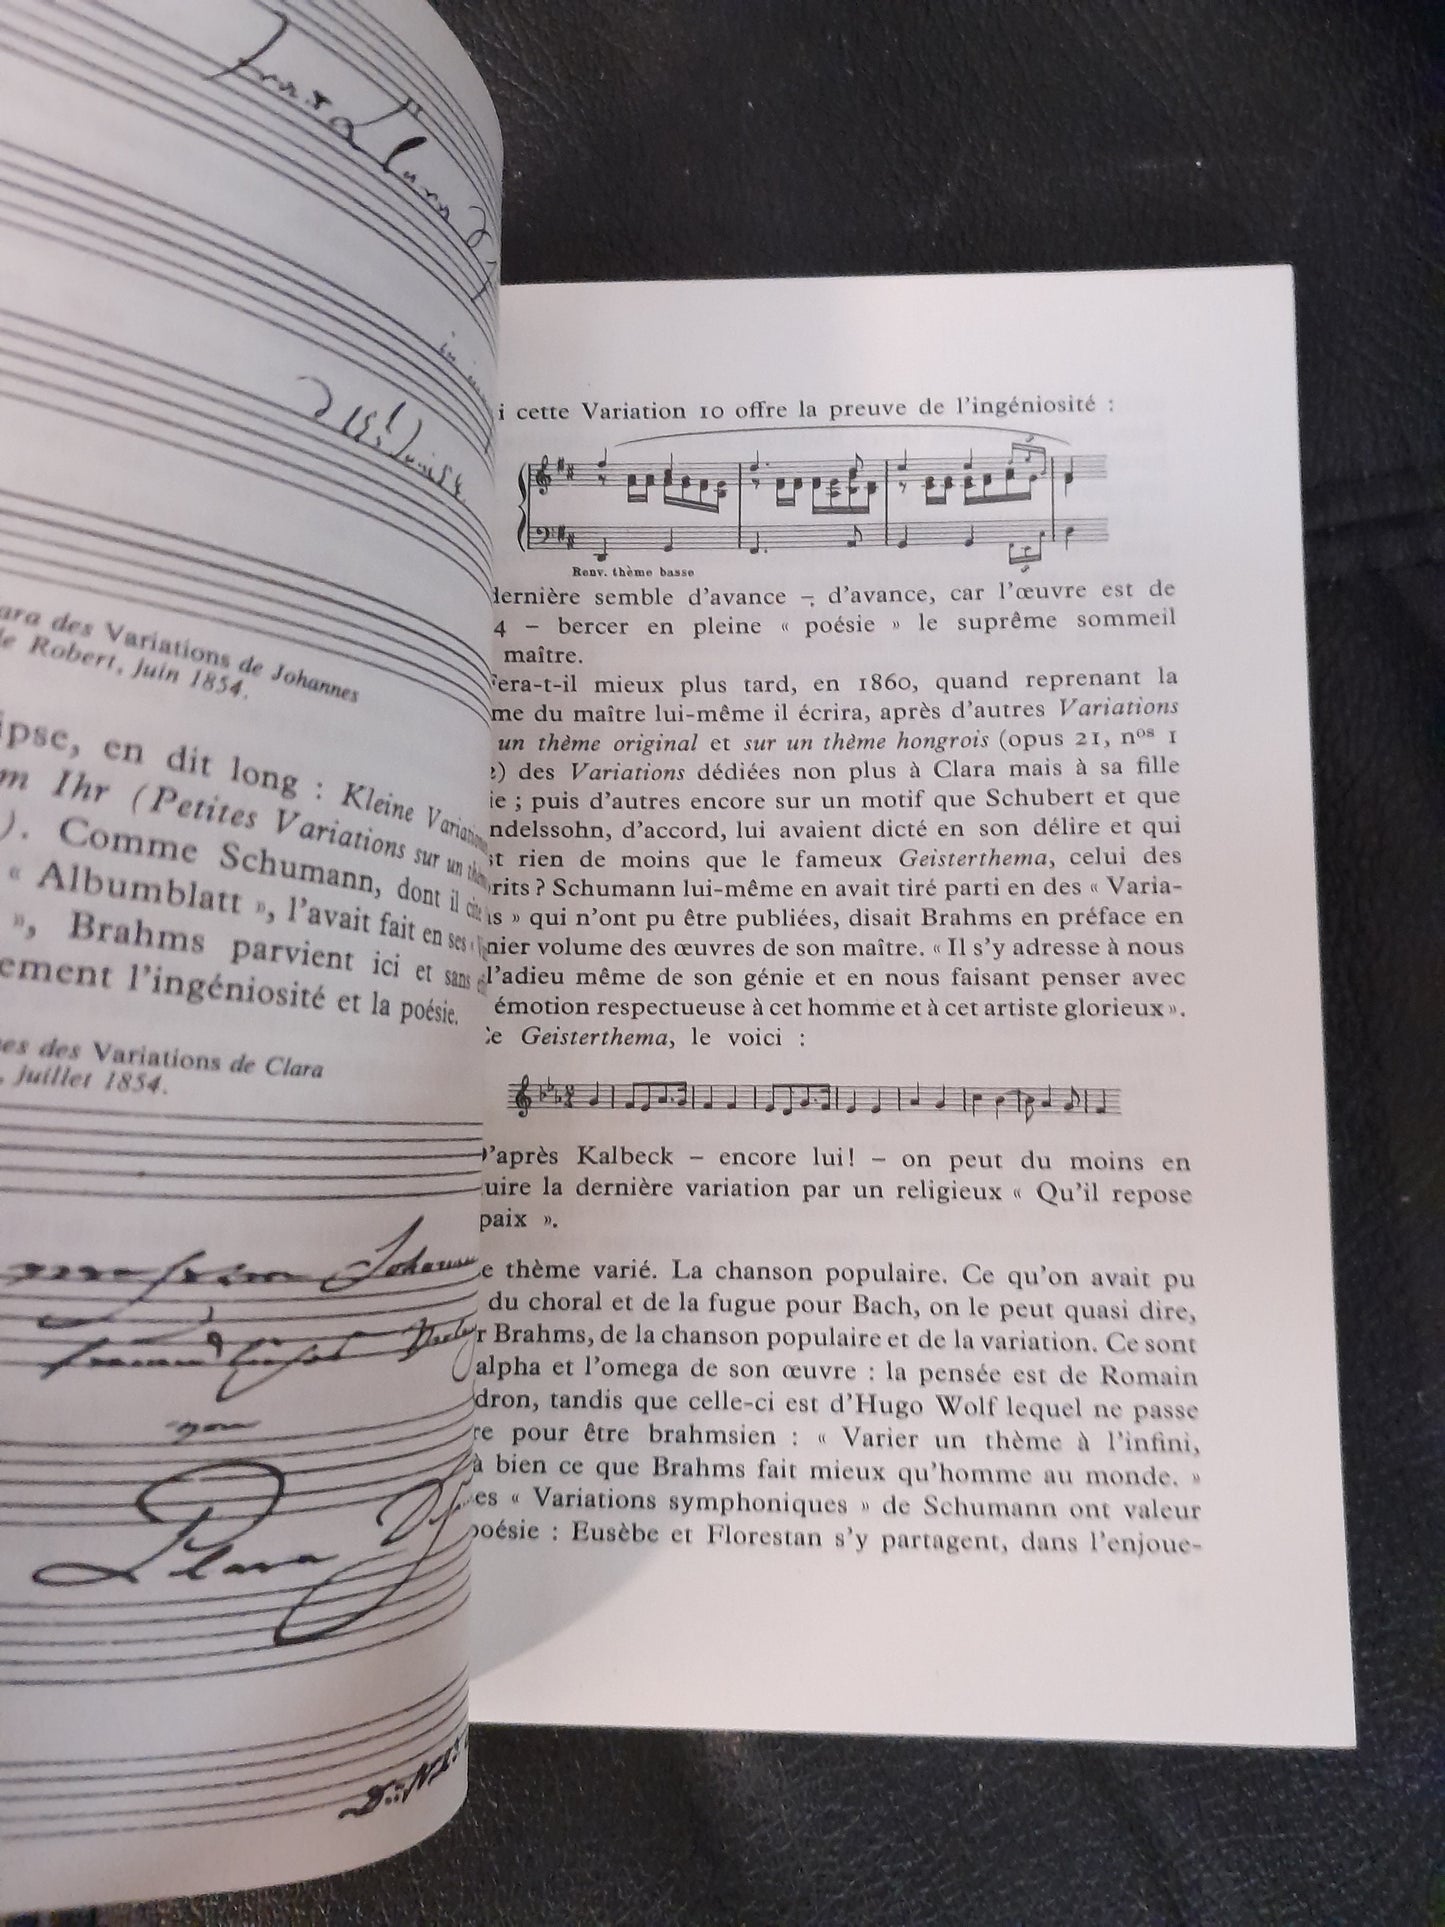 in
Juni 54.
des Variations de Johannes
Robert, juin 1854.
en dit long : Kleine
Ihr (Petites Variations sur un
). Comme Schumann, dont il
« Albumblatt », l'avait fait en ses
», Brahms parvient ici et sans
l'ingéniosité et la poésie.
des Variations de Clara
, juillet 1854.
Johannes
von
Clara
cette Variation 10 offre la preuve de l'ingéniosité :
Renv. thème basse
dernière semble d'avance – d'avance, car l'œuvre est de
4 – bercer en pleine « poésie » le suprême sommeil
maître.
fera-t-il mieux plus tard, en 1860, quand reprenant la
me du maître lui-même il écrira, après d'autres Variations
un thème original et sur un thème hongrois (opus 21, nos 1
2) des Variations dédiées non plus à Clara mais à sa fille
ie ; puis d'autres encore sur un motif que Schubert et que
ndelssohn, d'accord, lui avaient dicté en son délire et qui
st rien de moins que le fameux Geisterthema, celui des
rits ? Schumann lui-même en avait tiré parti en des « Varia-
ns » qui n'ont pu être publiées, disait Brahms en préface en
nier volume des œuvres de son maître. « Il s'y adresse à nous
l'adieu même de son génie et en nous faisant penser avec
émotion respectueuse à cet homme et à cet artiste glorieux ».
Ce Geisterthema, le voici :
D'après Kalbeck – encore lui! – on peut du moins en
uire la dernière variation par un religieux « Qu'il repose
paix ».
e thème varié. La chanson populaire. Ce qu'on avait pu
du choral et de la fugue pour Bach, on le peut quasi dire,
r Brahms, de la chanson populaire et de la variation. Ce sont
alpha et l'omega de son œuvre : la pensée est de Romain
dron, tandis que celle-ci est d'Hugo Wolf lequel ne passe
re pour être brahmsien : « Varier un thème à l'infini,
à bien ce que Brahms fait mieux qu'homme au monde. »
es « Variations symphoniques » de Schumann ont valeur
poésie : Eusèbe et Florestan s'y partagent, dans l'enjoue-